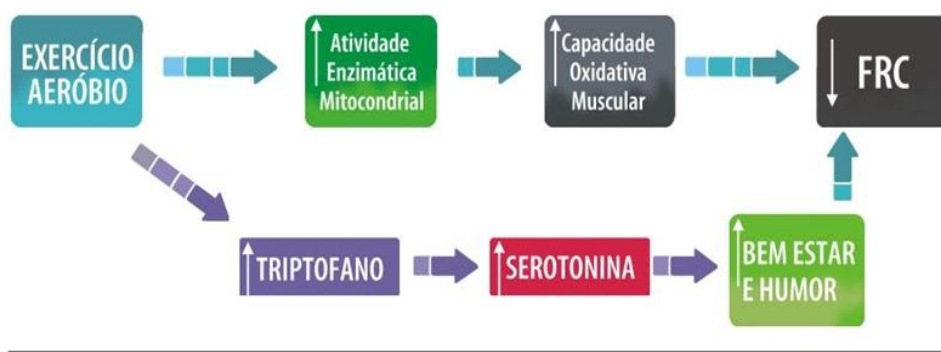 EXERCÍCIO
AERÓBIO
Atividade
Enzimática
Mitocondrial
Capacidade
Oxidativa
Muscular
FRC
TRIPTOFANO
SEROTONINA
BEM ESTAR
E HUMOR